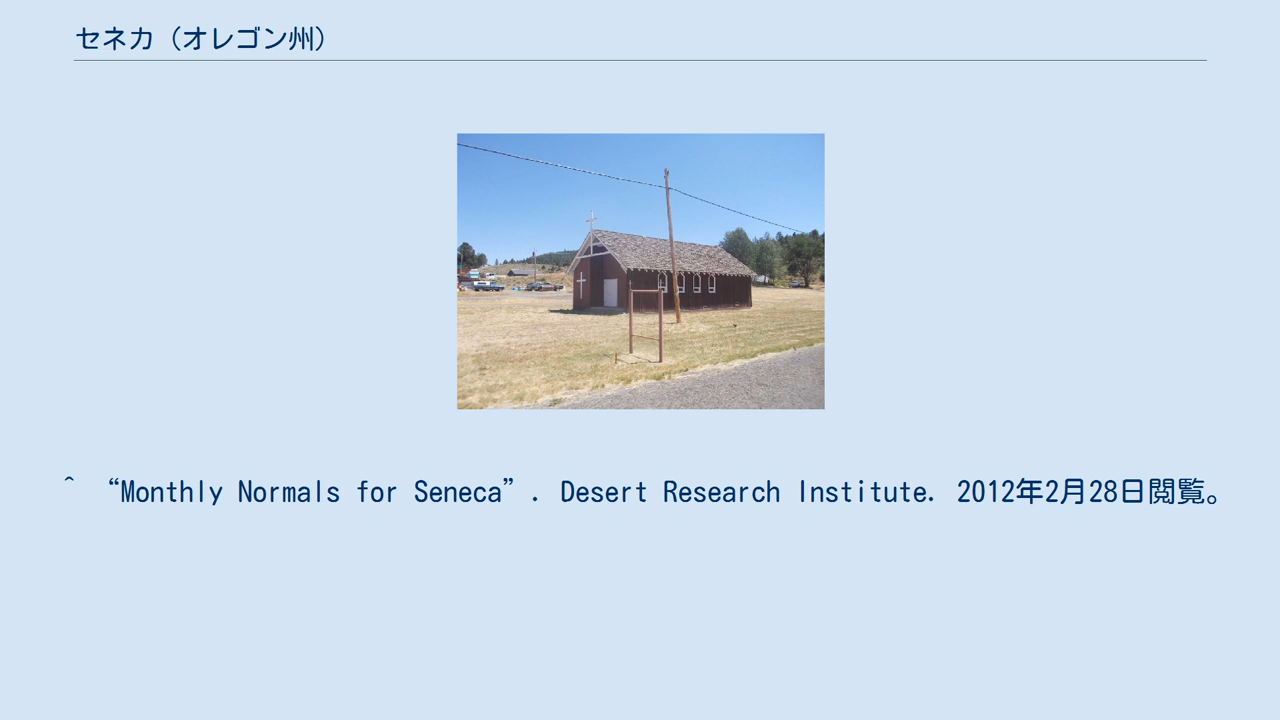 セネカ（オレゴン州）
^ “Monthly Normals for Seneca”. Desert Research Institute. 2012年2月28日閲覧。